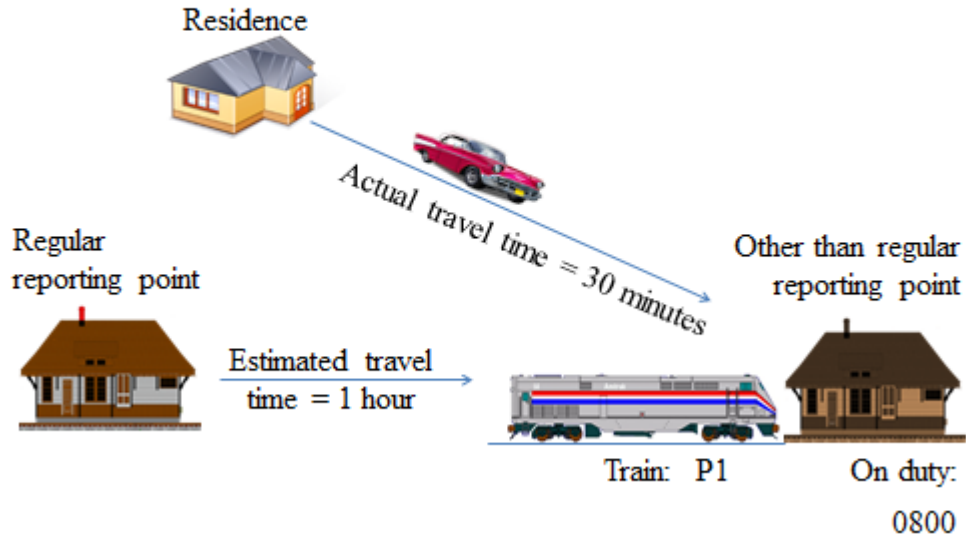 Residence
Actual travel time = 30 minutes
Regular
reporting point
Other than regular
reporting point
Estimated travel
time = 1 hour
Train: P1
On duty:
0800